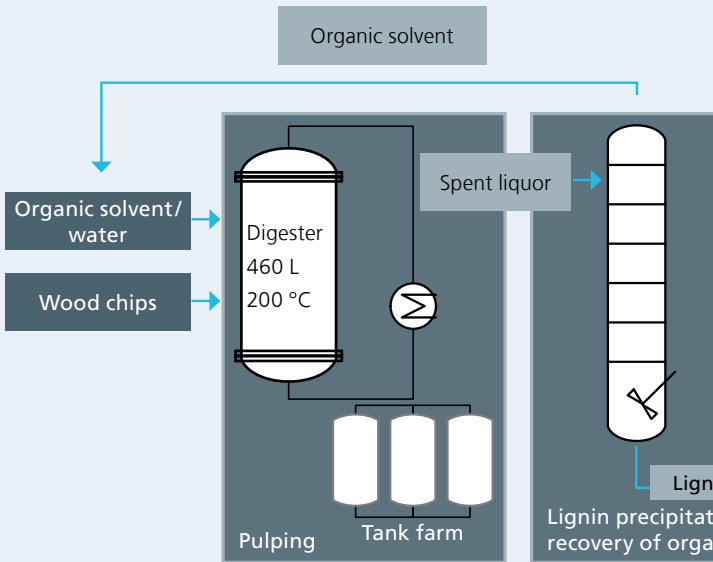 Organic solvent
Spent liquor
Organic solvent/
water
Digester
460 L
200 °C
Wood chips
Tank farm
Pulping
Lignin precipitat
recovery of orga